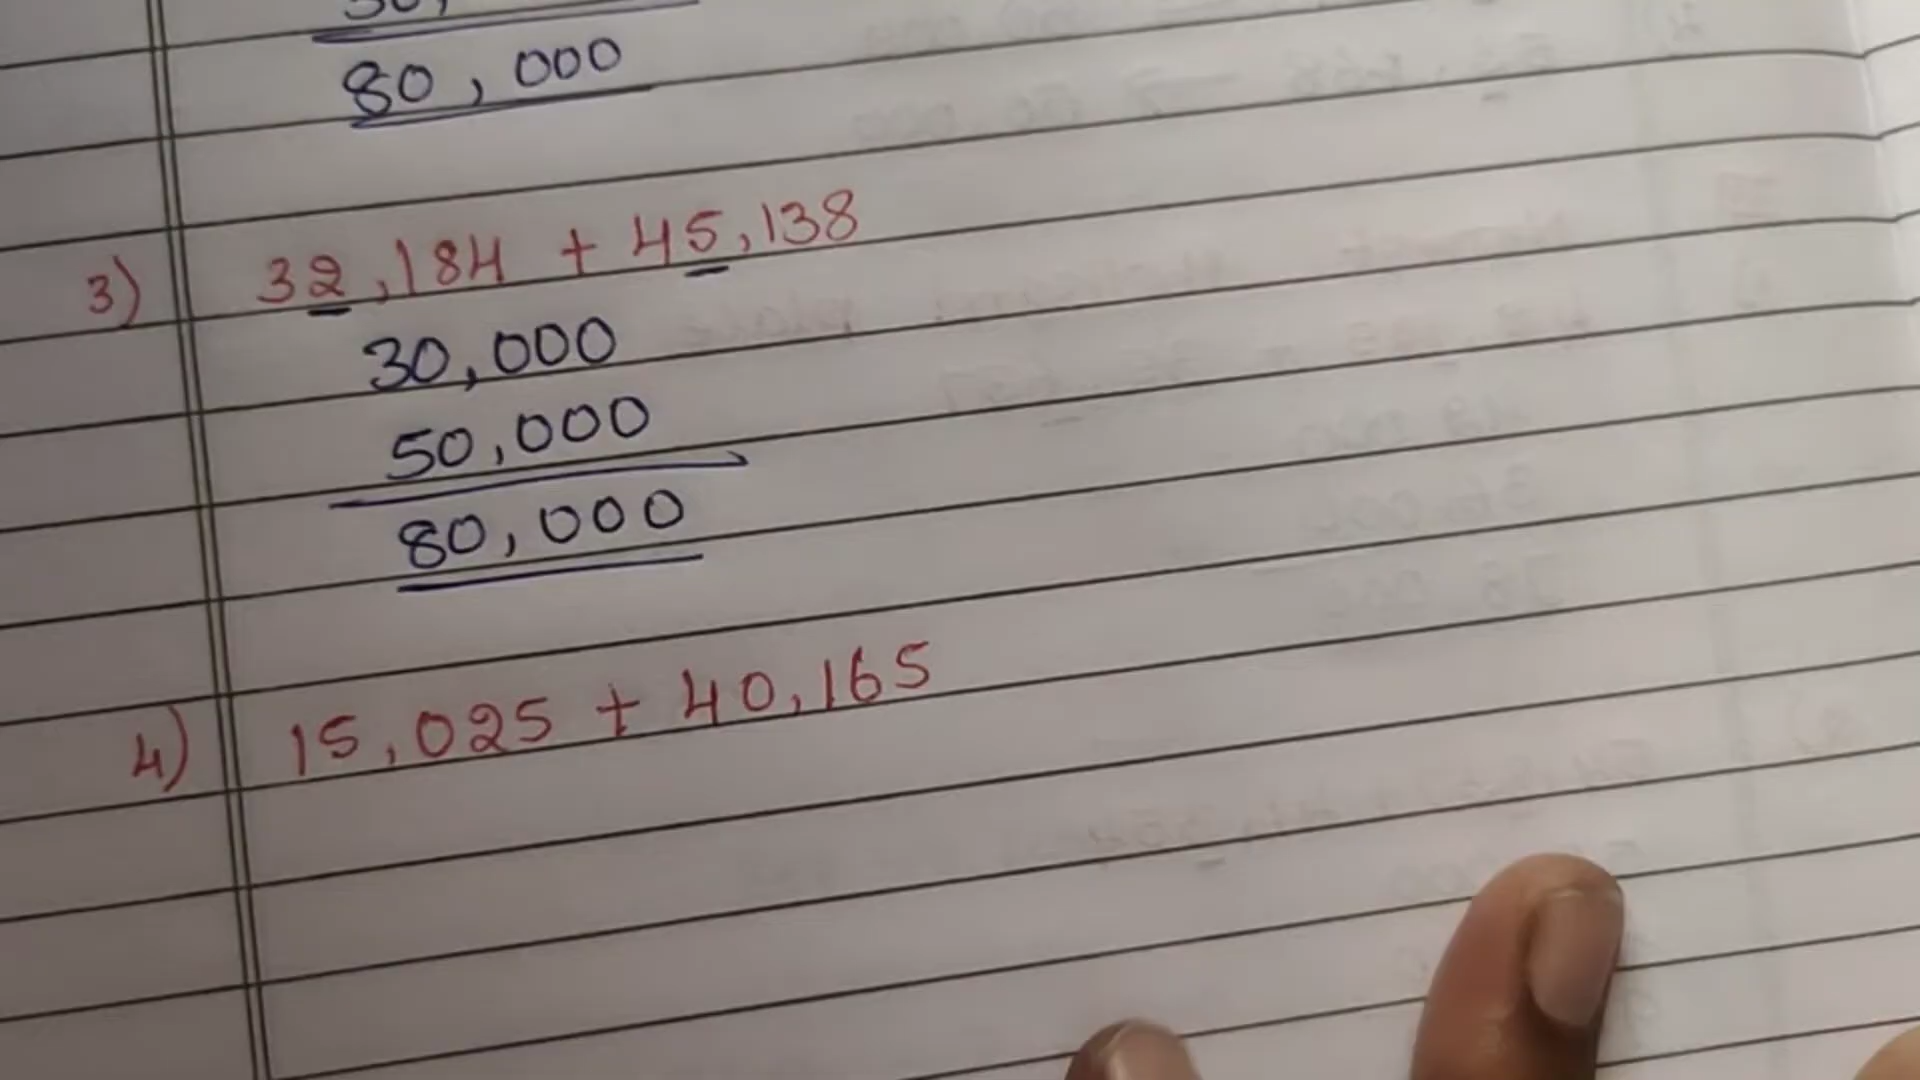 80,000
3) 32,184 + 45,138
30,000
50,000
80,000
4) 15,025 + 40,165